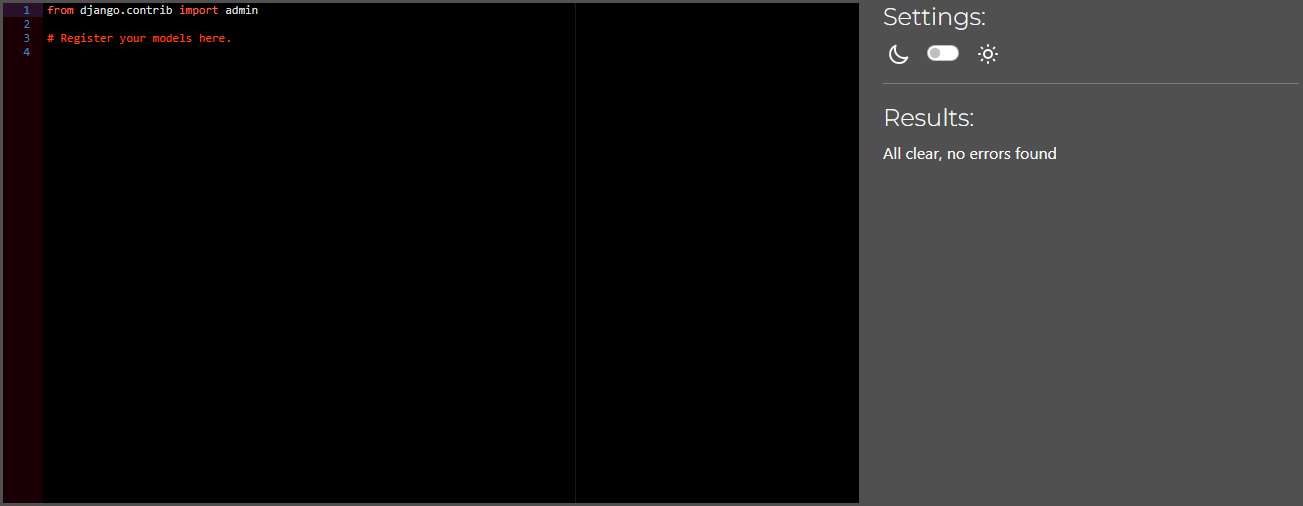 1 from django.contrib import admin
2
3 # Register your models here.
4
Settings:
Results:
All clear, no errors found